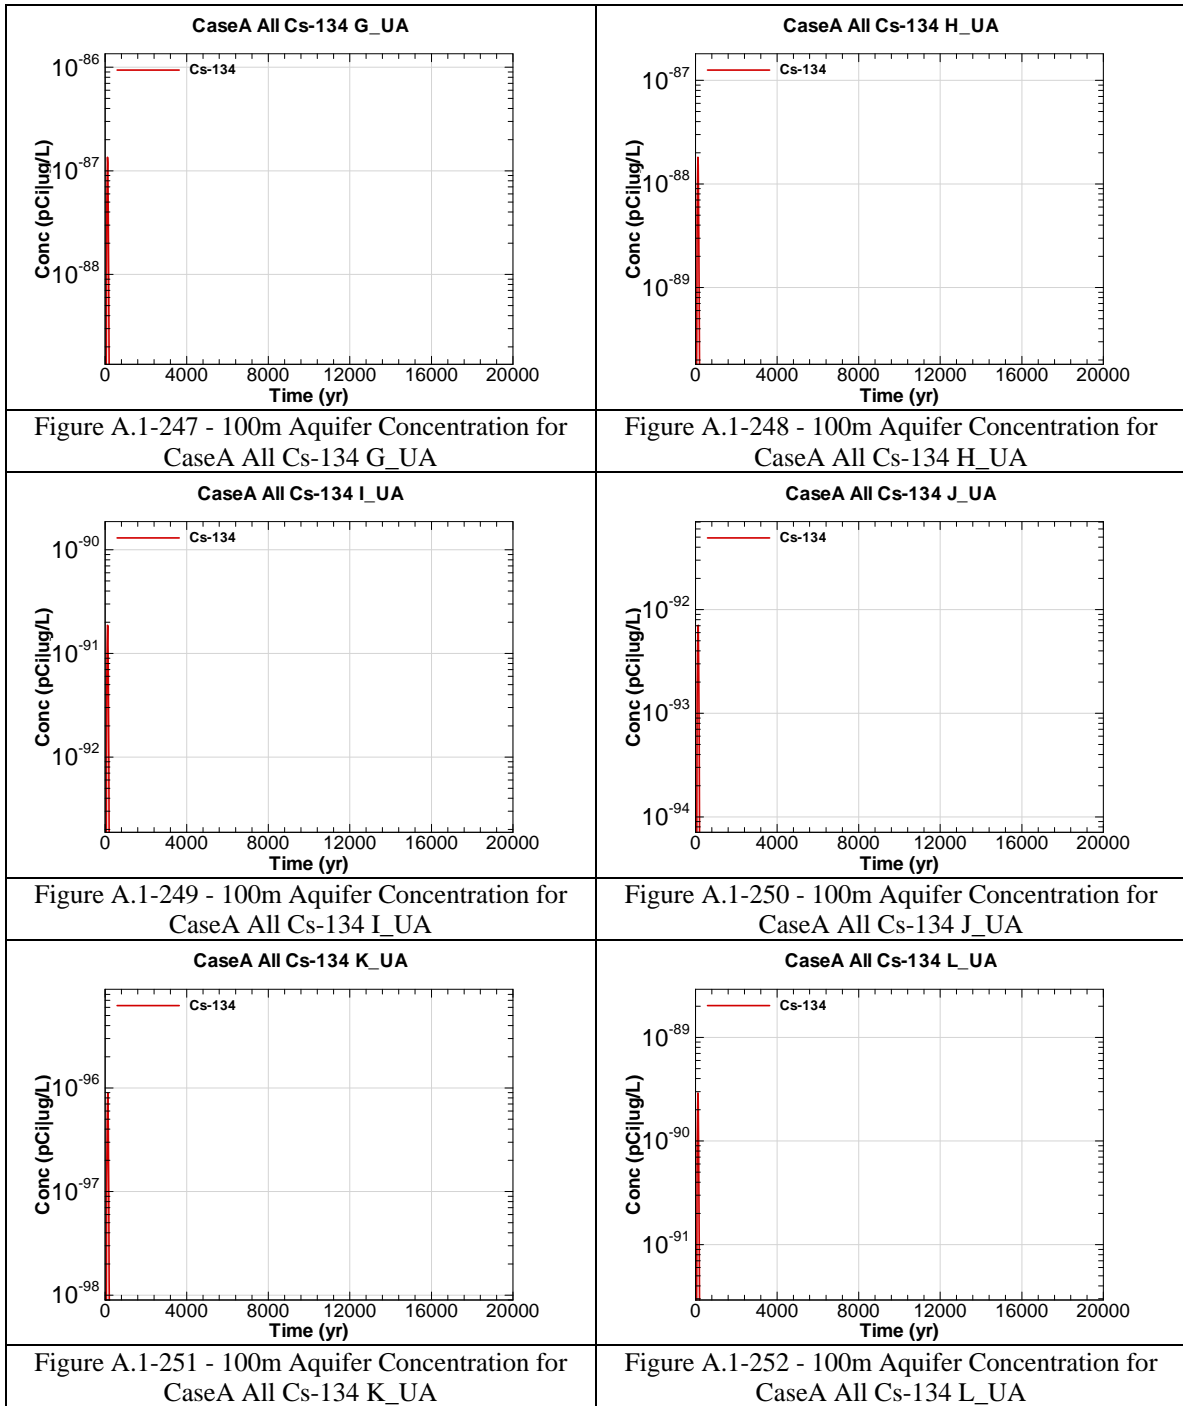 CaseA All Cs-134 G_UA
Cs-134
10^-86
10^-87
10^-88
Conc (pCi|ug/L)
0 4000 8000 12000 16000 20000
Time (yr)
Figure A.1-247 - 100m Aquifer Concentration for
CaseA All Cs-134 G_UA
CaseA All Cs-134 H_UA
Cs-134
10^-87
10^-88
10^-89
Conc (pCi|ug/L)
0 4000 8000 12000 16000 20000
Time (yr)
Figure A.1-248 - 100m Aquifer Concentration for
CaseA All Cs-134 H_UA
CaseA All Cs-134 I_UA
Cs-134
10^-90
10^-91
10^-92
Conc (pCi|ug/L)
0 4000 8000 12000 16000 20000
Time (yr)
Figure A.1-249 - 100m Aquifer Concentration for
CaseA All Cs-134 I_UA
CaseA All Cs-134 J_UA
Cs-134
10^-92
10^-93
10^-94
Conc (pCi|ug/L)
0 4000 8000 12000 16000 20000
Time (yr)
Figure A.1-250 - 100m Aquifer Concentration for
CaseA All Cs-134 J_UA
CaseA All Cs-134 K_UA
Cs-134
10^-96
10^-97
10^-98
Conc (pCi|ug/L)
0 4000 8000 12000 16000 20000
Time (yr)
Figure A.1-251 - 100m Aquifer Concentration for
CaseA All Cs-134 K_UA
CaseA All Cs-134 L_UA
Cs-134
10^-89
10^-90
10^-91
Conc (pCi|ug/L)
0 4000 8000 12000 16000 20000
Time (yr)
Figure A.1-252 - 100m Aquifer Concentration for
CaseA All Cs-134 L_UA